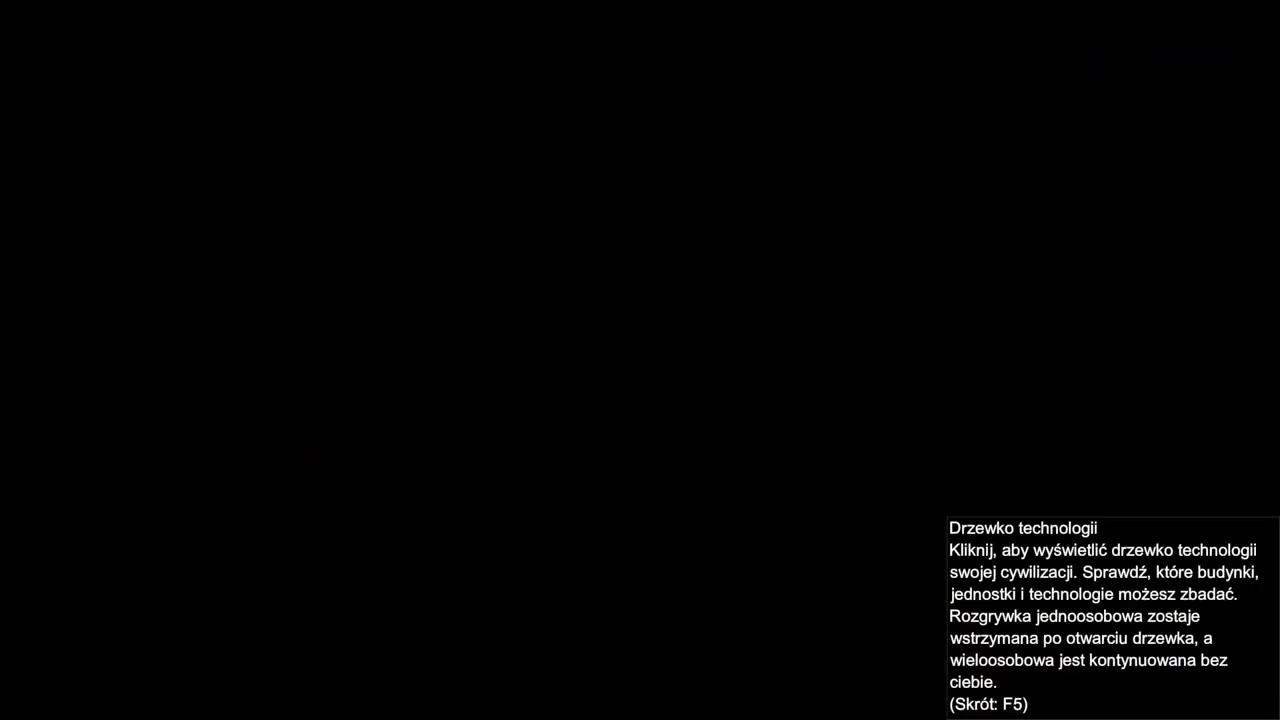 Drzewko technologii
Kliknij, aby wyświetlić drzewko technologii
swojej cywilizacji. Sprawdź, które budynki,
jednostki i technologie możesz zbadać.
Rozgrywka jednoosobowa zostaje
wstrzymana po otwarciu drzewka, a
wieloosobowa jest kontynuowana bez
ciebie.
(Skrót: F5)